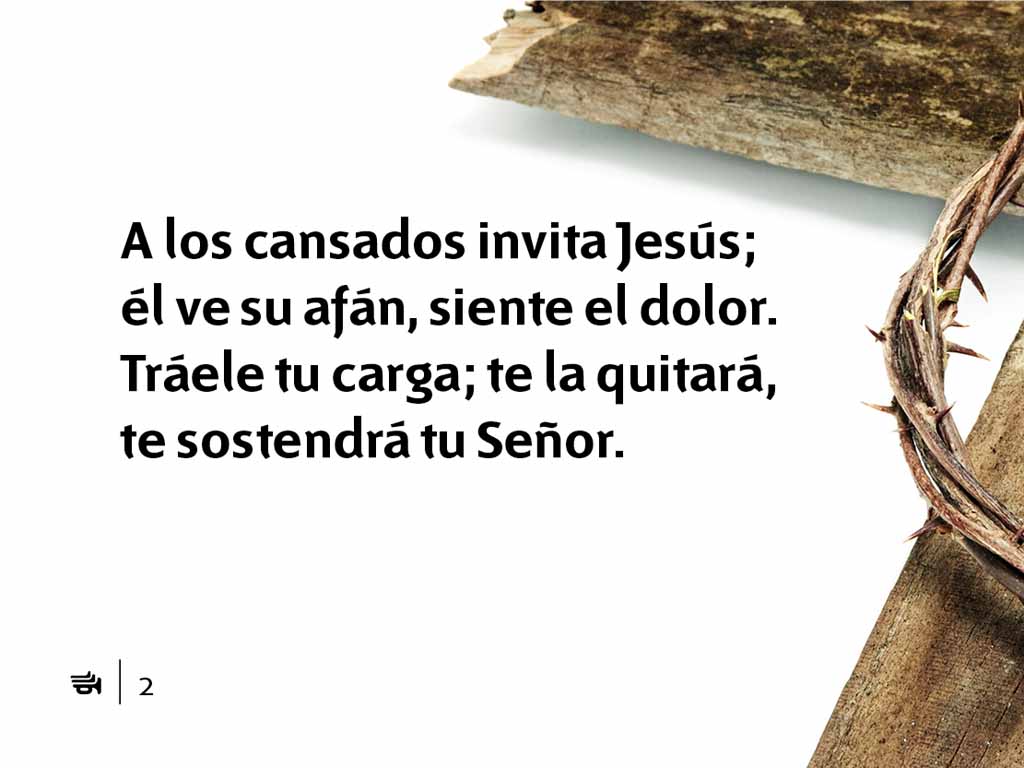 A los cansados invita Jesús;
él ve su afán, siente el dolor.
Tráele tu carga; te la quitará,
te sostendrá tu Señor.
2